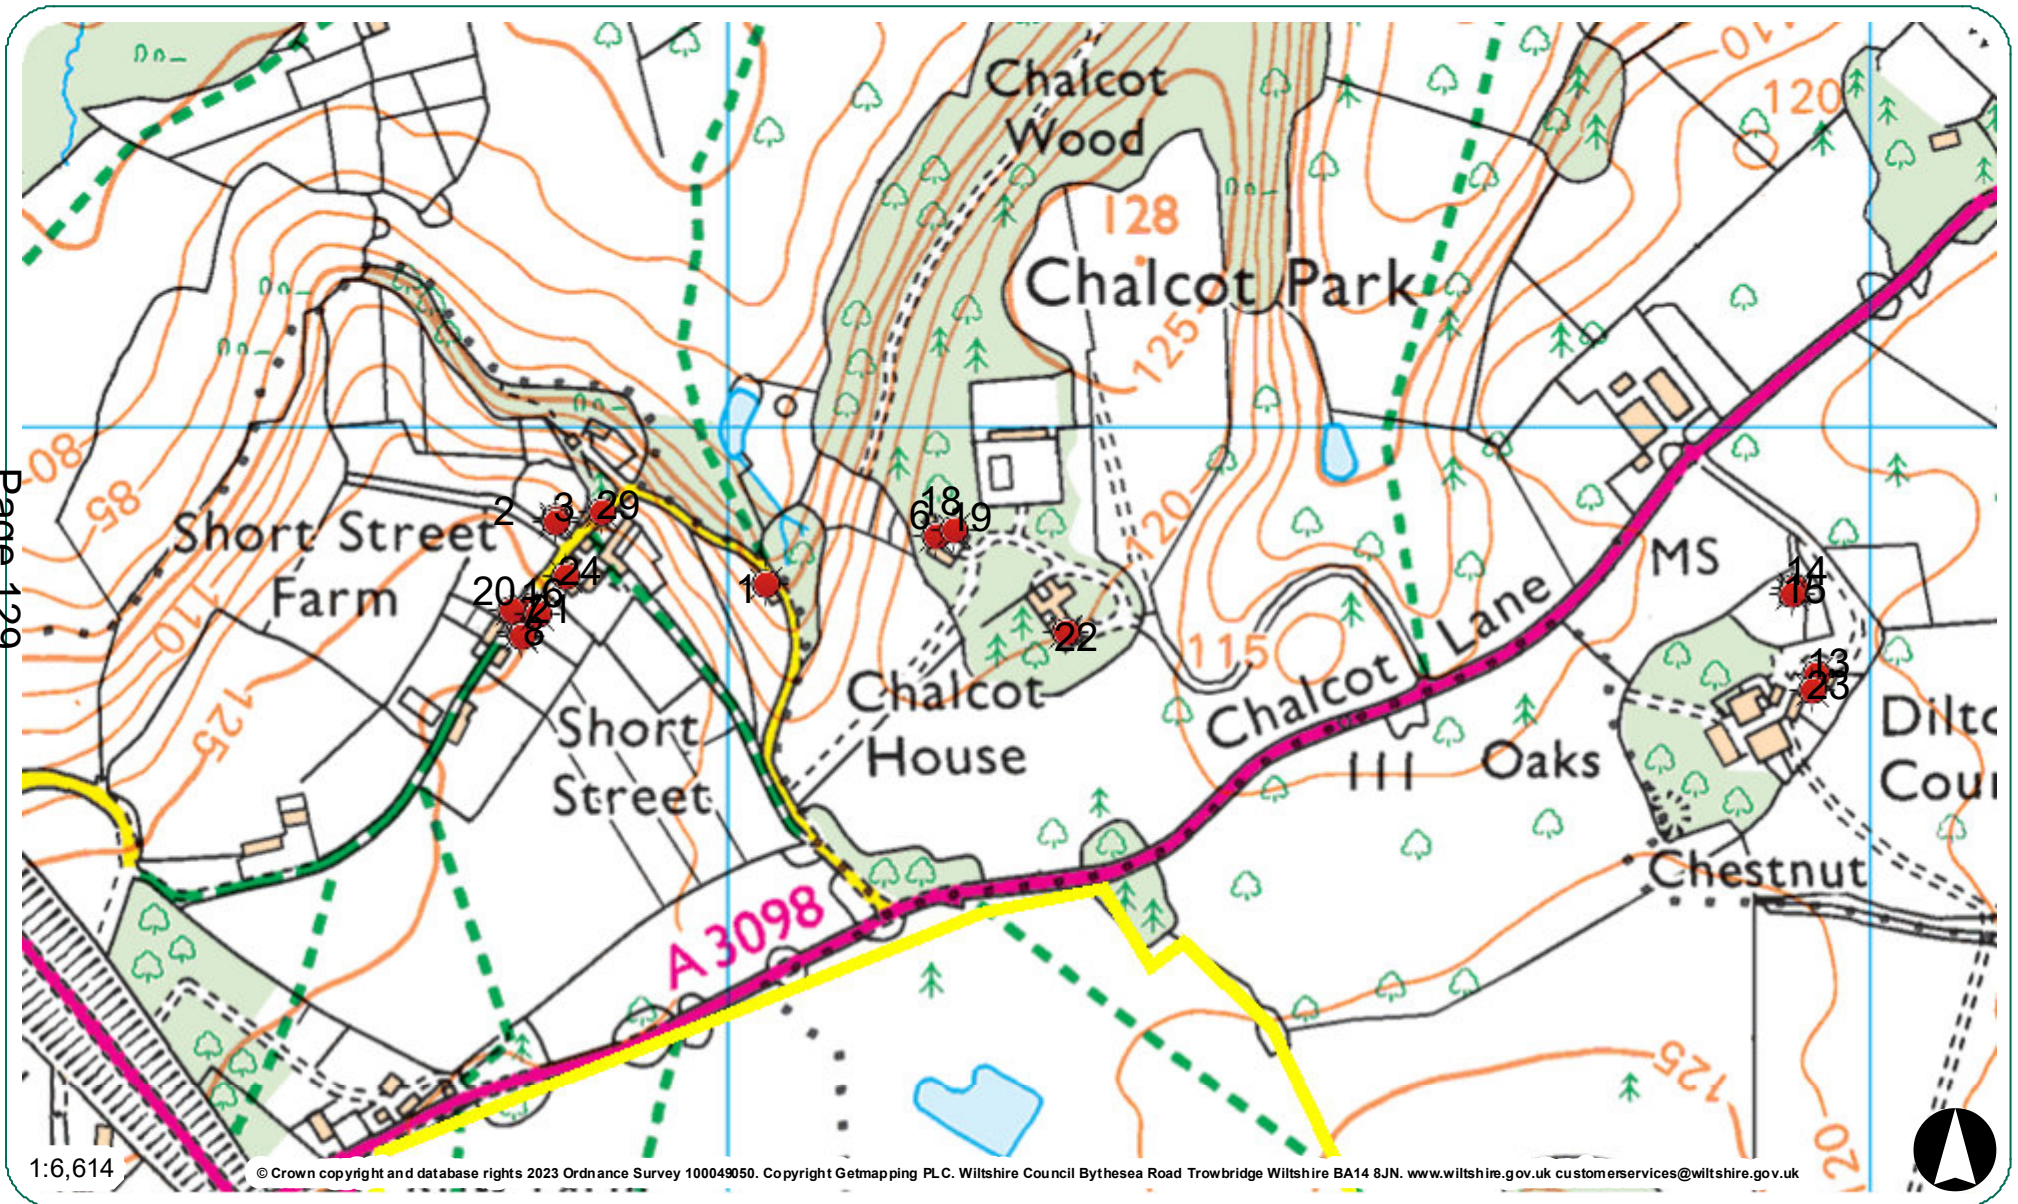 Chalcot
Wood
110
120
128
Chalcot Park
125
80
85
Page 129
Short Street
Farm
2
3
29
18
6
19
120
MS
14
15
24
20
16
21
8
1
22
115
110
125
Chalcot Lane
13
23
Chalcot
House
Short
Street
111
Oaks
Dilto
Cour
Chestnut
A 3098
125
120
1:6,614
© Crown copyright and database rights 2023 Ordnance Survey 100049050. Copyright Getmapping PLC. Wiltshire Council Bythesea Road Trowbridge Wiltshire BA14 8JN. www.wiltshire.gov.uk customerservices@wiltshire.gov.uk